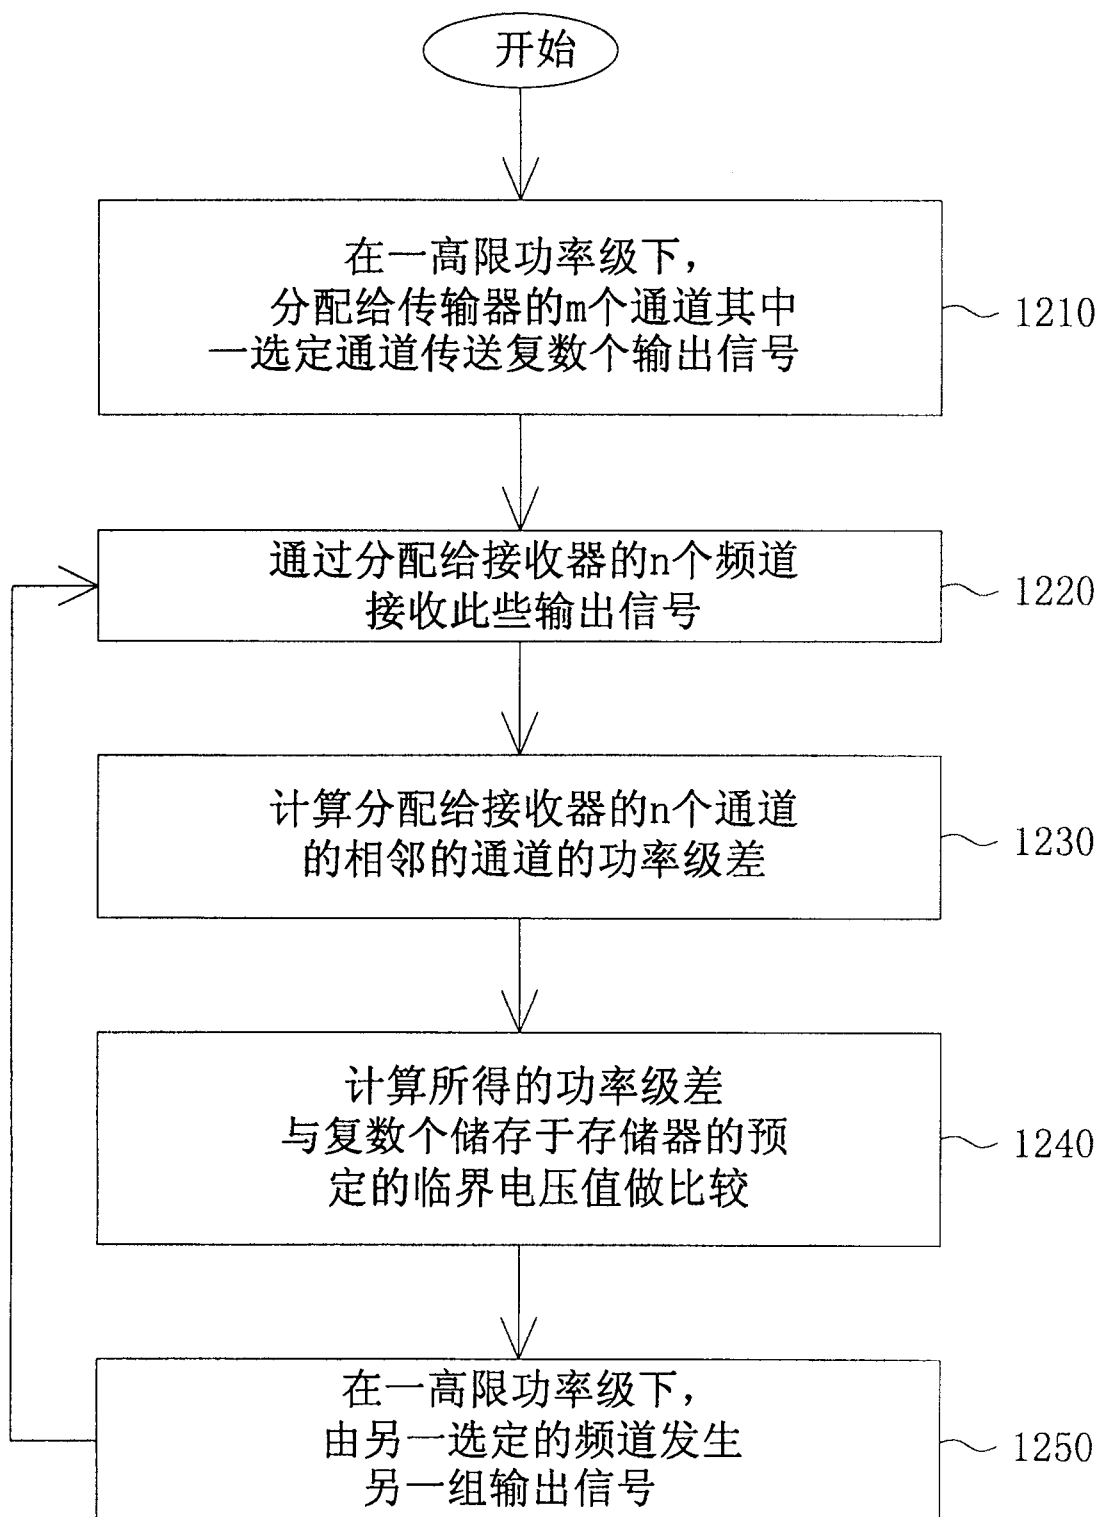 开始
在一高限功率级下，
分配给传输器的m个通道其中
一选定通道传送复数个输出信号
1210
通过分配给接收器的n个频道
接收此些输出信号
1220
计算分配给接收器的n个通道
的相邻的通道的功率级差
1230
计算所得的功率级差
与复数个储存于存储器的预
定的临界电压值做比较
1240
在一高限功率级下，
由另一选定的频道发生
另一组输出信号
1250